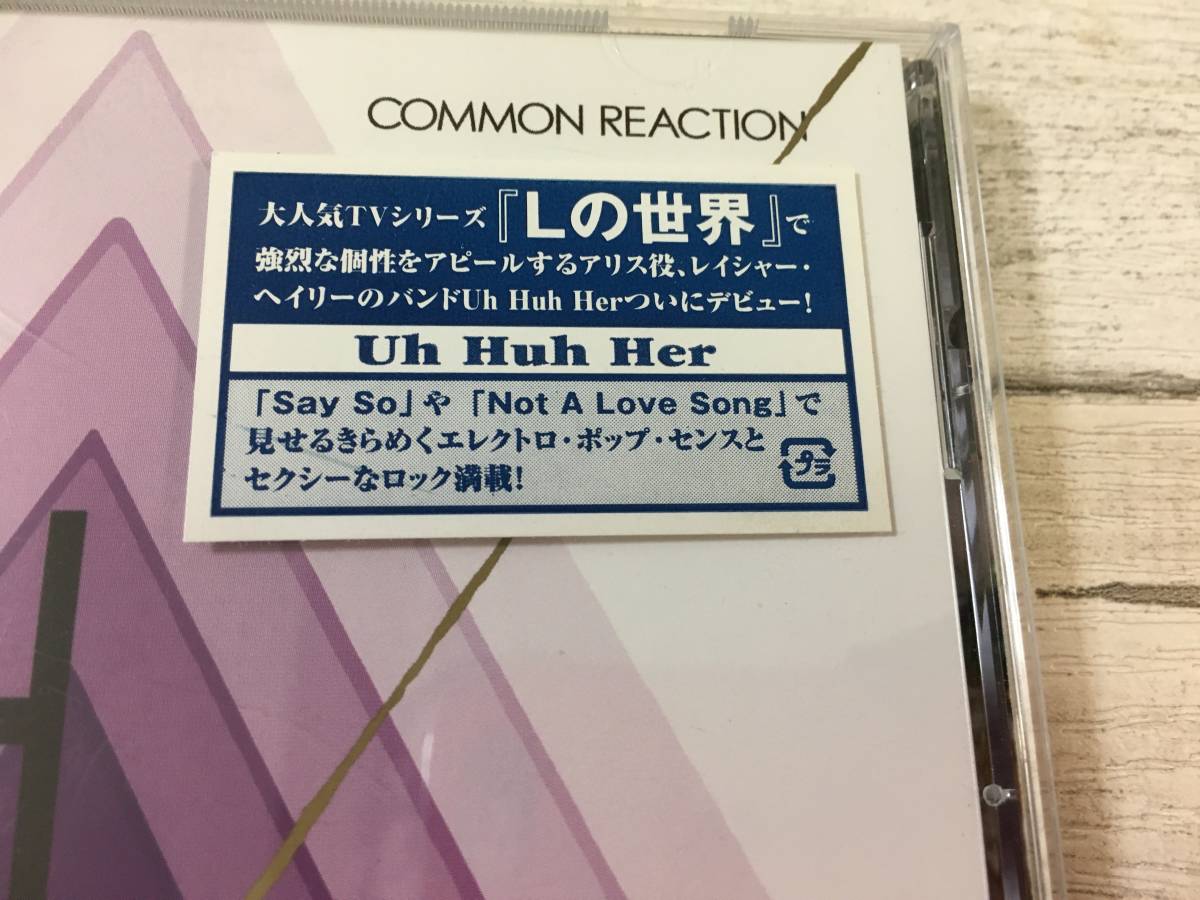 COMMON REACTION
大人気TVシリーズ『Lの世界』で
強烈な個性をアピールするアリス役、レイシャー・
ヘイリーのバンドUh Huh Herついにデビュー!
Uh Huh Her
「Say So」や「Not A Love Song」で
見せるきらめくエレクトロ・ポップ・センスと
セクシーなロック満載!
プラ